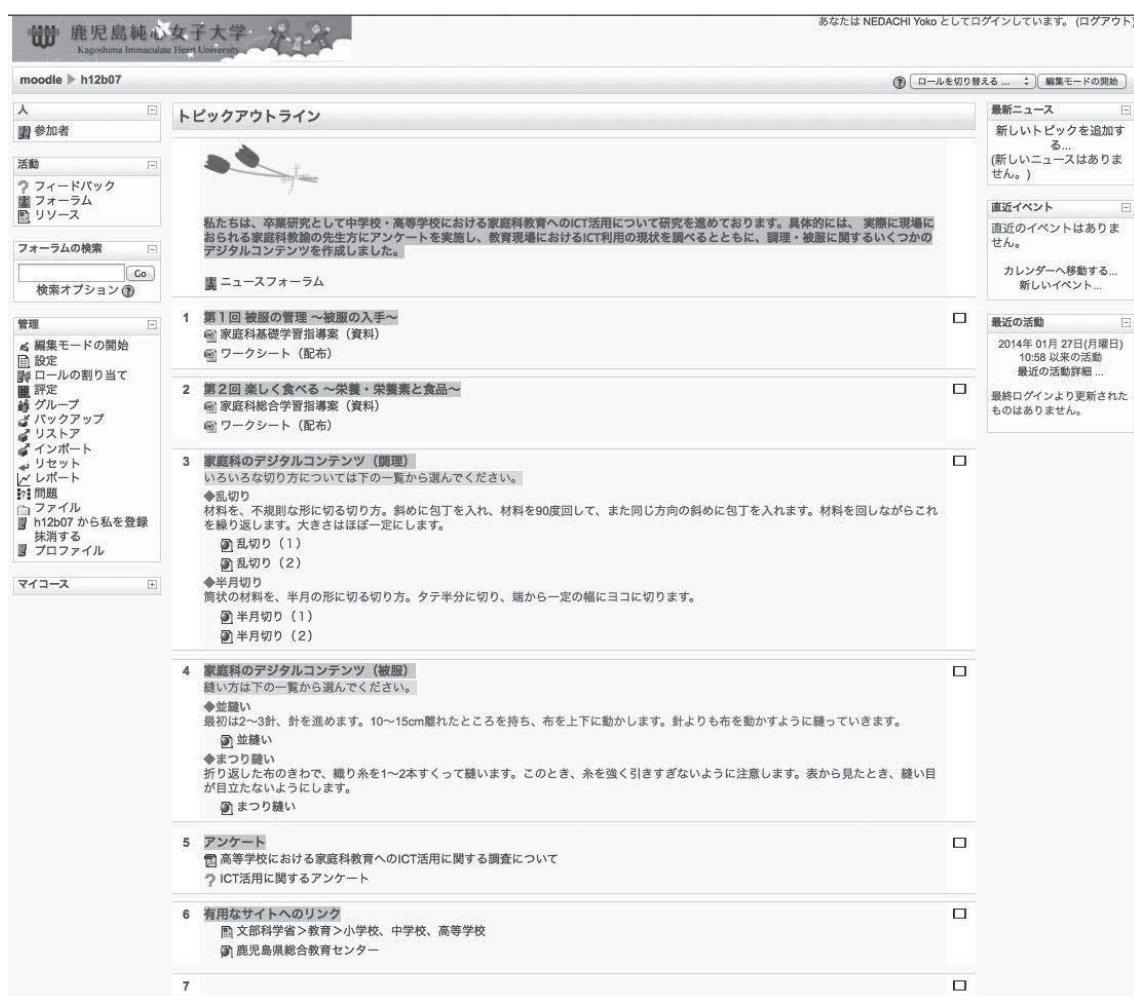 鹿児島純心女子大学
Kagoshima Immaculate Heart University
あなたは NEDACHI Yoko としてログインしています。 (ログアウト)
moodle ▶ h12b07
ロールを切り替える ...
編集モードの開始
人
参加者
活動
フィードバック
フォーラム
リソース
フォーラムの検索
Go
検索オプション
管理
編集モードの開始
設定
ロールの割り当て
評定
グループ
バックアップ
リストア
インポート
リセット
レポート
問題
ファイル
h12b07 から私を登録
抹消する
プロファイル
マイコース
トピックアウトライン
私たちは、卒業研究として中学校・高等学校における家庭科教育へのICT活用について研究を進めております。具体的には、 実際に現場に
おられる家庭科教諭の先生方にアンケートを実施し、教育現場におけるICT利用の現状を調べるとともに、調理・被服に関するいくつかの
デジタルコンテンツを作成しました。
ニュースフォーラム
1 第1回 被服の管理 ～被服の入手～
家庭科基礎学習指導案（資料）
ワークシート（配布）
2 第2回 楽しく食べる ～栄養・栄養素と食品～
家庭科総合学習指導案（資料）
ワークシート（配布）
3 家庭科のデジタルコンテンツ（調理）
いろいろな切り方については下の一覧から選んでください。
◆乱切り
材料を、不規則な形に切る切り方。斜めに包丁を入れ、材料を90度回して、また同じ方向の斜めに包丁を入れます。材料を回しながらこれ
を繰り返します。大きさはほぼ一定にします。
乱切り（1）
乱切り（2）
◆半月切り
筒状の材料を、半月の形に切る切り方。タテ半分に切り、端から一定の幅にヨコに切ります。
半月切り（1）
半月切り（2）
4 家庭科のデジタルコンテンツ（被服）
縫い方は下の一覧から選んでください。
◆並縫い
最初は2～3針、針を進めます。10～15cm離れたところを持ち、布を上下に動かします。針よりも布を動かすように縫っていきます。
並縫い
◆まつり縫い
折り返した布のきわで、織り糸を1～2本すくって縫います。このとき、糸を強く引きすぎないように注意します。表から見たとき、縫い目
が目立たないようにします。
まつり縫い
5 アンケート
高等学校における家庭科教育へのICT活用に関する調査について
ICT活用に関するアンケート
6 有用なサイトへのリンク
文部科学省＞教育＞小学校、中学校、高等学校
鹿児島県総合教育センター
7
最新ニュース
新しいトピックを追加す
る...
(新しいニュースはありま
せん。)
直近イベント
直近のイベントはありま
せん。
カレンダーへ移動する...
新しいイベント...
最近の活動
2014年 01月 27日(月曜日)
10:58 以来の活動
最近の活動詳細 ...
最終ログインより更新された
ものはありません。